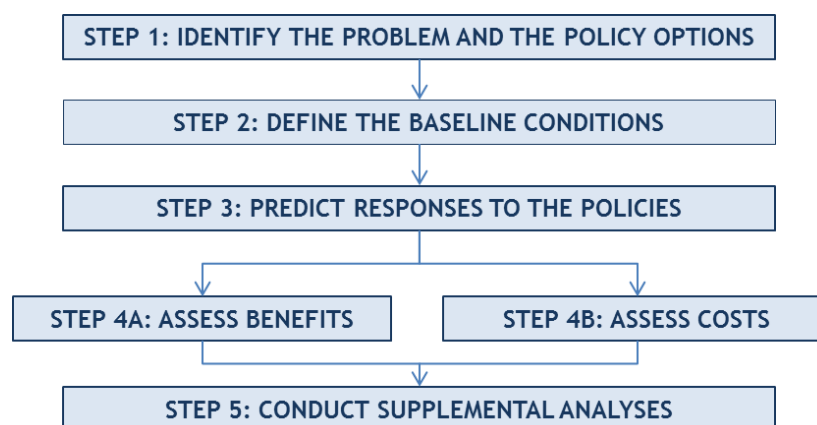 STEP 1: IDENTIFY THE PROBLEM AND THE POLICY OPTIONS
STEP 2: DEFINE THE BASELINE CONDITIONS
STEP 3: PREDICT RESPONSES TO THE POLICIES
STEP 4A: ASSESS BENEFITS
STEP 4B: ASSESS COSTS
STEP 5: CONDUCT SUPPLEMENTAL ANALYSES